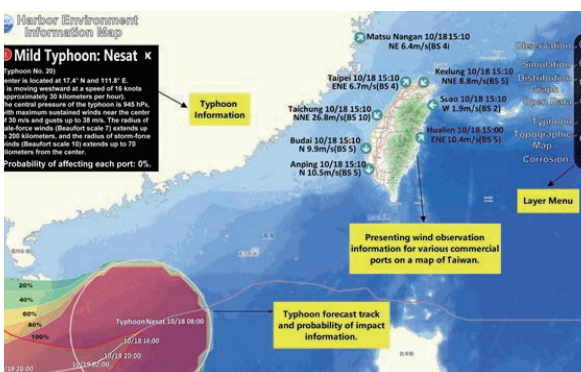 Harbor Environment
Information Map
Mild Typhoon: Nesat x
Typhoon No. 20)
enter is located at 17.4° N and 111.8° E.
is moving westward at a speed of 16 knots
approximately 30 kilometers per hour).
he central pressure of the typhoon is 945 hPa,
ith maximum sustained winds near the center
f 30 m/s and gusts up to 38 m/s. The radius of
ale-force winds (Beaufort scale 7) extends up
o 200 kilometers, and the radius of storm-force
winds (Beaufort scale 10) extends up to 70
ilometers from the center.
Probability of affecting each port: 0%.
Typhoon
Information
Matsu Nangan 10/18 15:10
NE 6.4m/s(BS 4)
Taipei 10/18 15:10
ENE 6.7m/s(BS 4)
Keelung 10/18 15:10
NNE 8.8m/s(BS 5)
Suao 10/18 15:10
W 1.9m/s(BS 2)
Taichung 10/18 15:10
NNE 26.8m/s(BS 10)
Hualien 10/18 15:00
ENE 10.4m/s(BS 5)
Budai 10/18 15:10
N 9.9m/s(BS 5)
Anping 10/18 15:10
N 10.5m/s(BS 5)
Observation
Simulation
Distribution
Graph
Open Data
Typhoon
Topographic
Map
Corrosion
Layer Menu
Presenting wind observation
information for various commercial
ports on a map of Taiwan.
Typhoon forecast track
and probability of impact
information.
20%
40%
60%
80%
100%
Typhoon Nesat 10/18 08:00
10/18 14:00
10/18 20:00
10/19 02:00
10/19 20:00